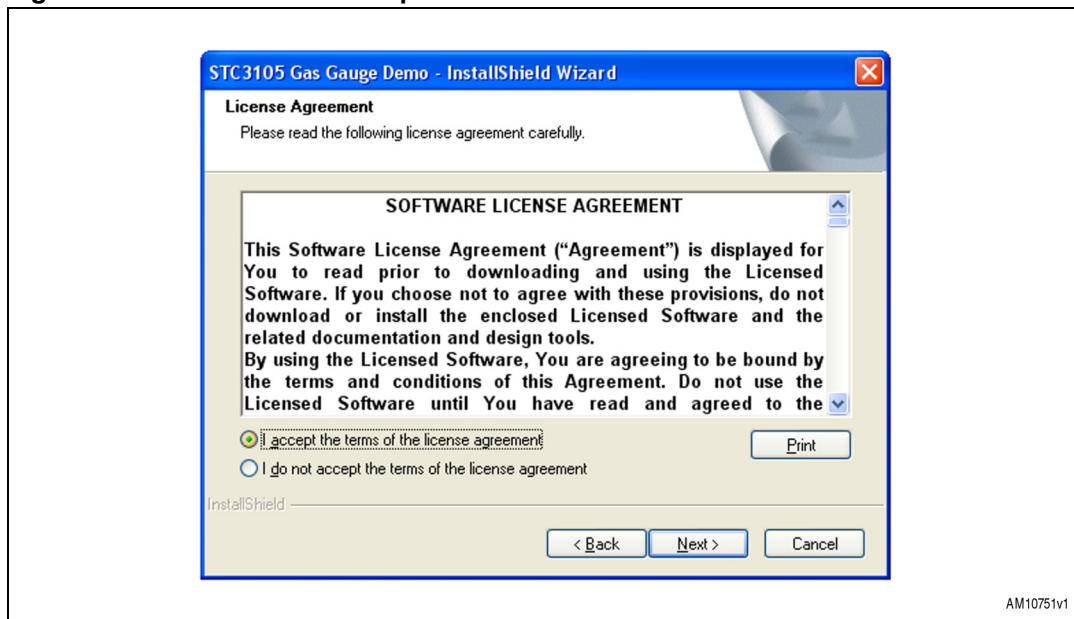 STC3105 Gas Gauge Demo - InstallShield Wizard
License Agreement
Please read the following license agreement carefully.
SOFTWARE LICENSE AGREEMENT
This Software License Agreement (“Agreement”) is displayed for
You to read prior to downloading and using the Licensed
Software. If you choose not to agree with these provisions, do not
download or install the enclosed Licensed Software and the
related documentation and design tools.
By using the Licensed Software, You are agreeing to be bound by
the terms and conditions of this Agreement. Do not use the
Licensed Software until You have read and agreed to the
I accept the terms of the license agreement
Print
I do not accept the terms of the license agreement
InstallShield
< Back Next > Cancel
AM10751v1